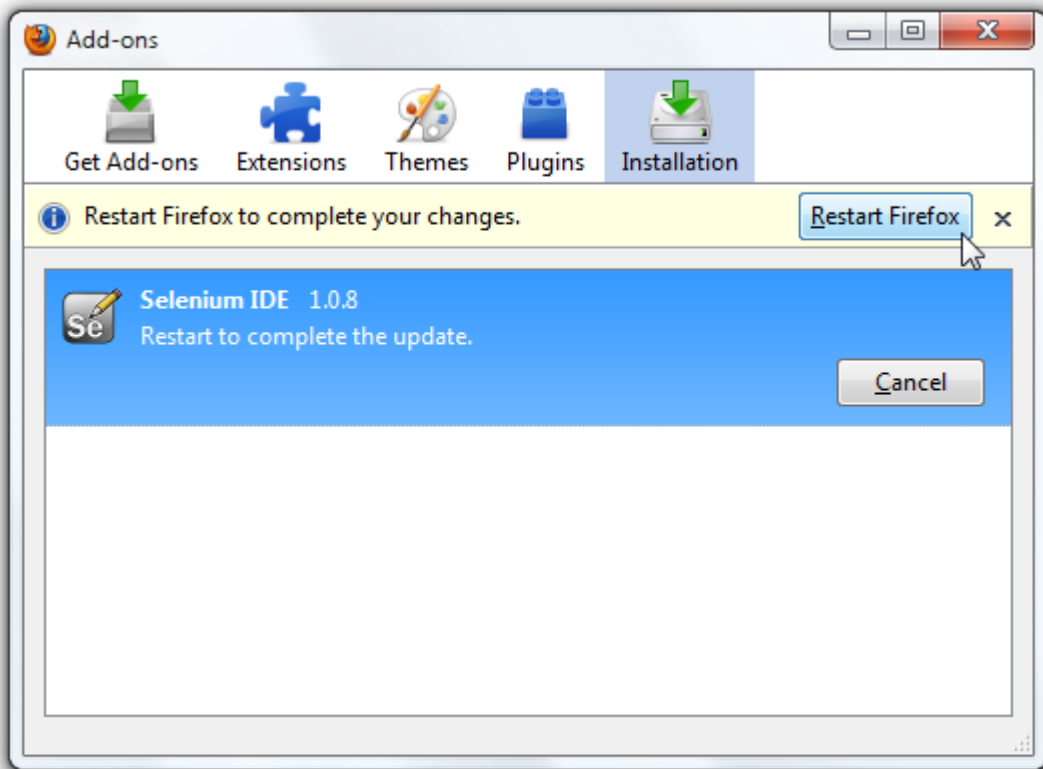 Add-ons
Get Add-ons Extensions Themes Plugins Installation
Restart Firefox to complete your changes. Restart Firefox
Selenium IDE 1.0.8
Se
Restart to complete the update.
Cancel